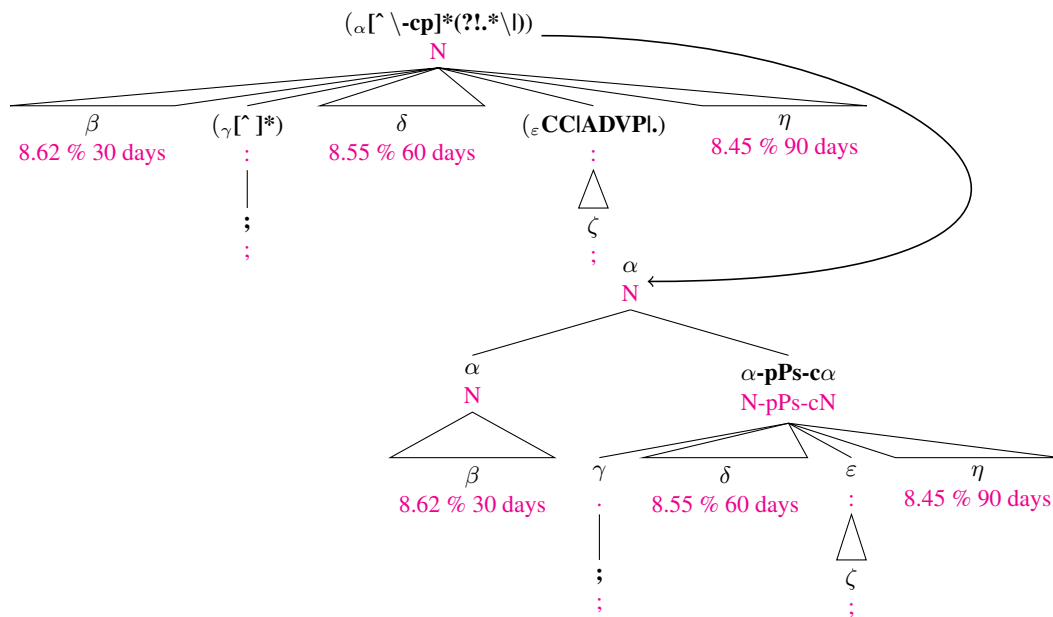 (α[ˆ \-cp]*(?!.*\|))
N
β (γ[ˆ ]*) δ (εCC|ADVP|.) η
8.62 % 30 days : 8.55 % 60 days : 8.45 % 90 days
; ζ
; ;
α
N
α α-pPs-cα
N N-pPs-cN
β γ δ ε η
8.62 % 30 days : 8.55 % 60 days : 8.45 % 90 days
; ζ
; ;